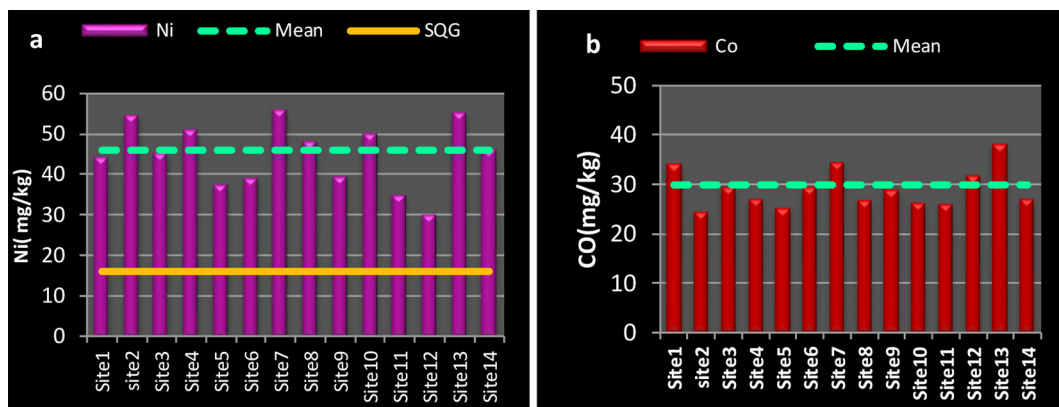 a
Ni
Mean
SQG
Ni( mg/kg)
60
50
40
30
20
10
0
Site1
site2
Site3
Site4
Site5
Site6
Site7
Site8
Site9
Site10
Site11
Site12
Site13
Site14
b
Co
Mean
CO(mg/kg)
50
40
30
20
10
0
Site1
site2
Site3
Site4
Site5
Site6
Site7
Site8
Site9
Site10
Site11
Site12
Site13
Site14